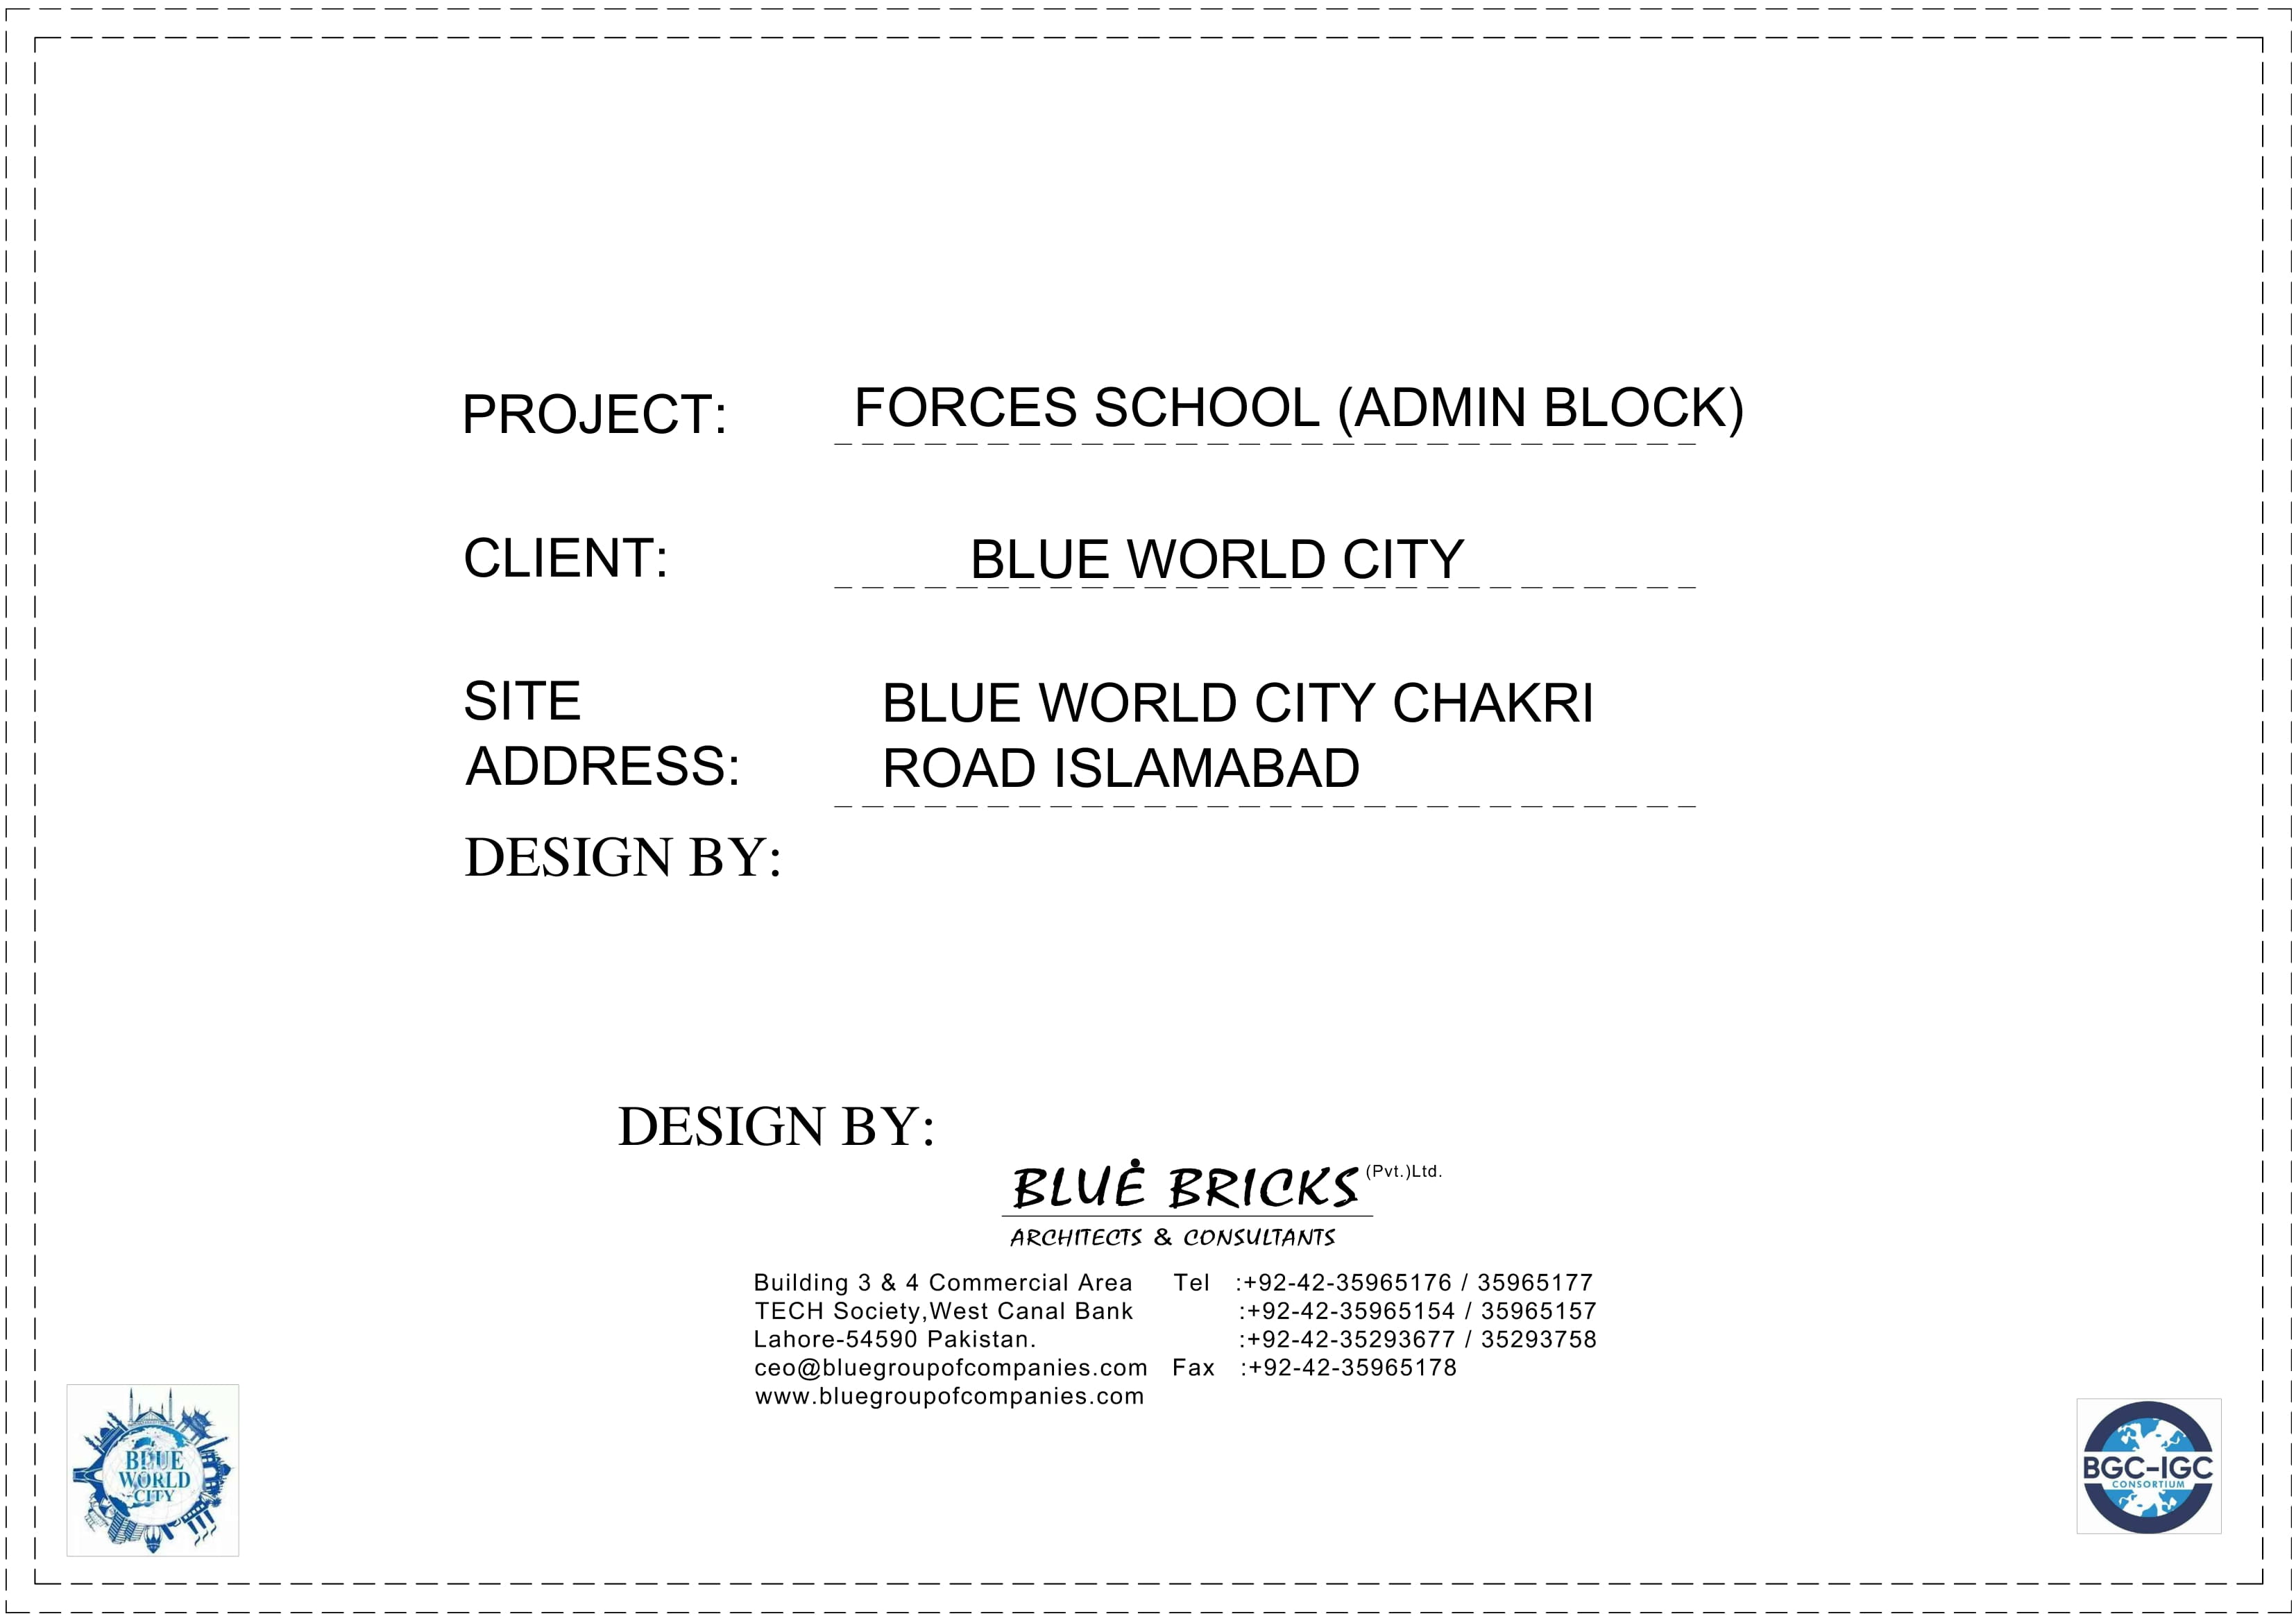 PROJECT: FORCES SCHOOL (ADMIN BLOCK)
CLIENT: BLUE WORLD CITY
SITE BLUE WORLD CITY CHAKRI
ADDRESS: ROAD ISLAMABAD
DESIGN BY:
DESIGN BY:
BLUE BRICKS (Pvt.)Ltd.
ARCHITECTS & CONSULTANTS
Building 3 & 4 Commercial Area Tel :+92-42-35965176 / 35965177
TECH Society,West Canal Bank :+92-42-35965154 / 35965157
Lahore-54590 Pakistan. :+92-42-35293677 / 35293758
ceo@bluegroupofcompanies.com Fax :+92-42-35965178
www.bluegroupofcompanies.com
BLUE
WORLD
CITY
BGC-IGC
CONSORTIUM